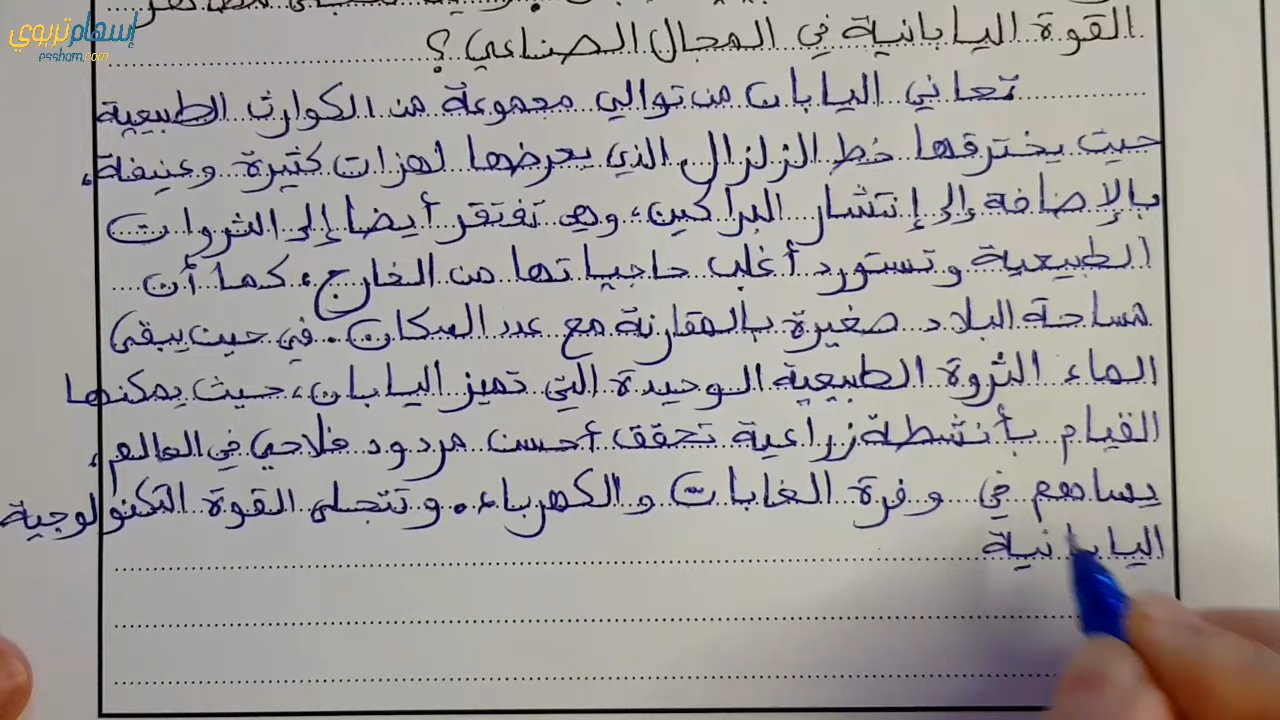 إسهام تربوي
essham.com
القوة اليابانية في المجال الصناعي؟
تعاني اليابان من توالي مجموعة من الكوارث الطبيعية
حيث يخترقها خط الزلزال الذي يعرضها لهزات كثيرة وعنيفة،
بالإضافة إلى إنتشار البراكين، وهي تفتقر أيضا إلى الثروات
الطبيعية وتستورد أغلب حاجياتها من الخارج، كما أن
مساحة البلاد صغيرة بالمقارنة مع عدد السكان. في حين يبقى
الماء الثروة الطبيعية الوحيدة التي تميز اليابان، حيث يمكنها
القيام بأنشطة زراعية تحقق أحسن مردود فلاحي في العالم،
يساهم في وفرة الغابات والكهرباء. وتتجلى القوة التكنولوجية
اليابانية